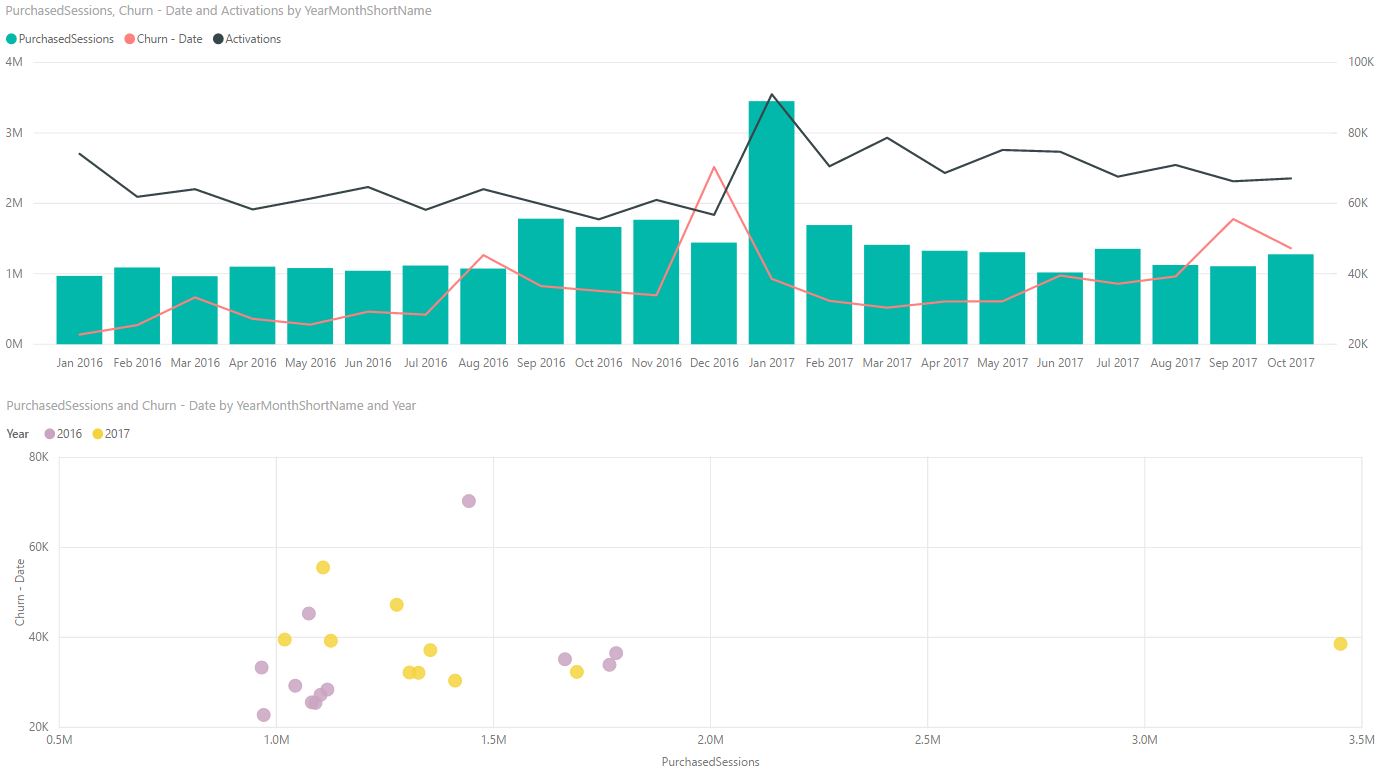 PurchasedSessions, Churn - Date and Activations by YearMonthShortName
PurchasedSessions Churn - Date Activations
4M 100K
3M 80K
2M 60K
1M 40K
0M 20K
Jan 2016 Feb 2016 Mar 2016 Apr 2016 May 2016 Jun 2016 Jul 2016 Aug 2016 Sep 2016 Oct 2016 Nov 2016 Dec 2016 Jan 2017 Feb 2017 Mar 2017 Apr 2017 May 2017 Jun 2017 Jul 2017 Aug 2017 Sep 2017 Oct 2017
PurchasedSessions and Churn - Date by YearMonthShortName and Year
Year 2016 2017
80K
60K
40K
20K
Churn - Date
0.5M 1.0M 1.5M 2.0M 2.5M 3.0M 3.5M
PurchasedSessions